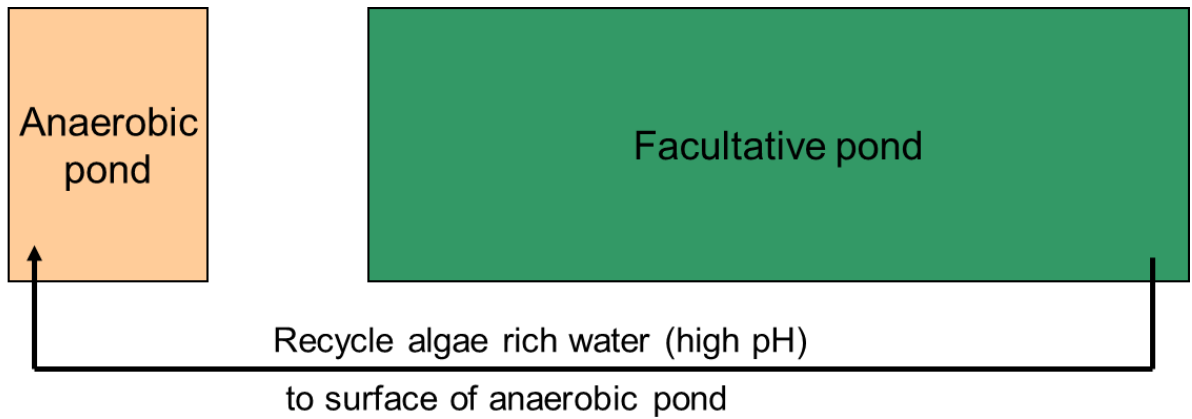 Anaerobic
pond
Facultative pond
Recycle algae rich water (high pH)
to surface of anaerobic pond